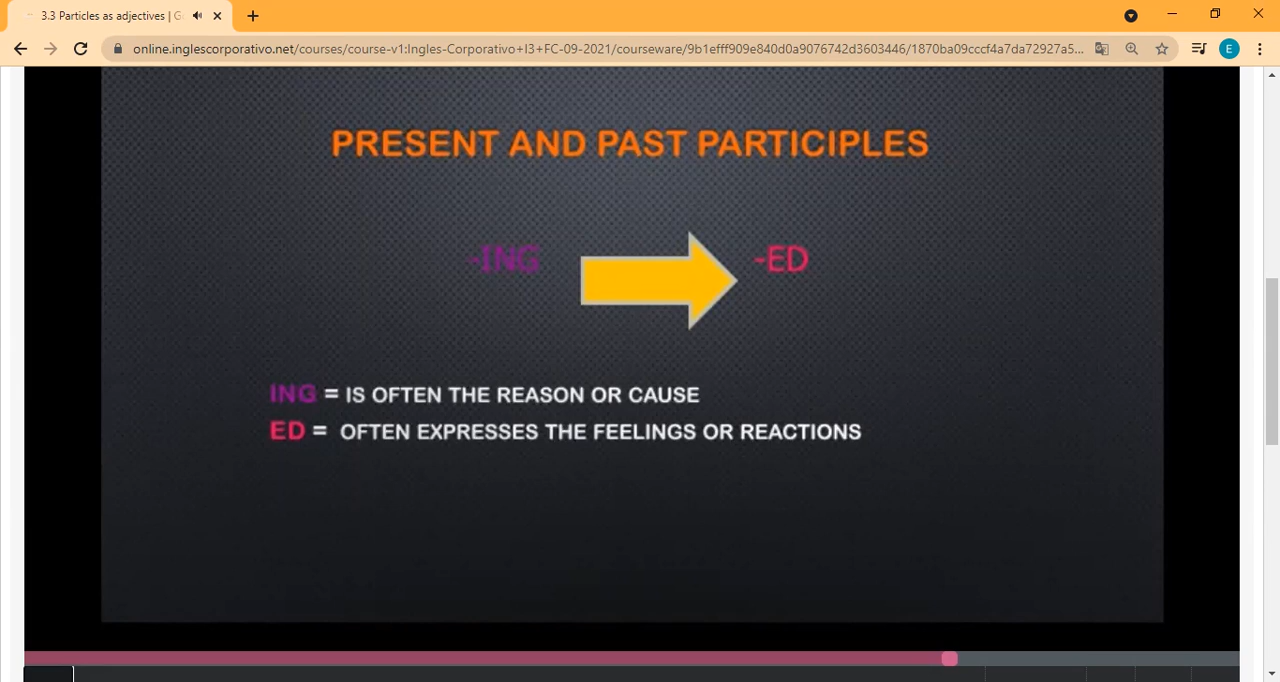 3.3 Particles as adjectives | G
online.inglescorporativo.net/courses/course-v1:Ingles-Corporativo+I3+FC-09-2021/courseware/9b1efff909e840d0a9076742d3603446/1870ba09cccf4a7da72927a5...
E
PRESENT AND PAST PARTICIPLES
-ING -ED
ING = IS OFTEN THE REASON OR CAUSE
ED = OFTEN EXPRESSES THE FEELINGS OR REACTIONS